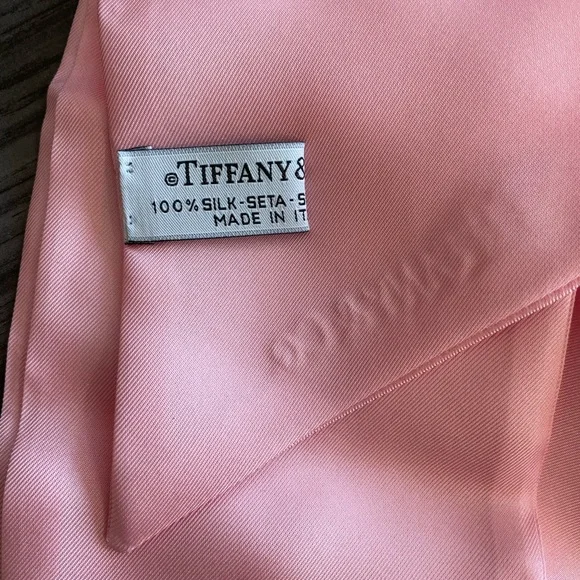 ©TIFFANY &
100% SILK-SETA-S
MADE IN IT